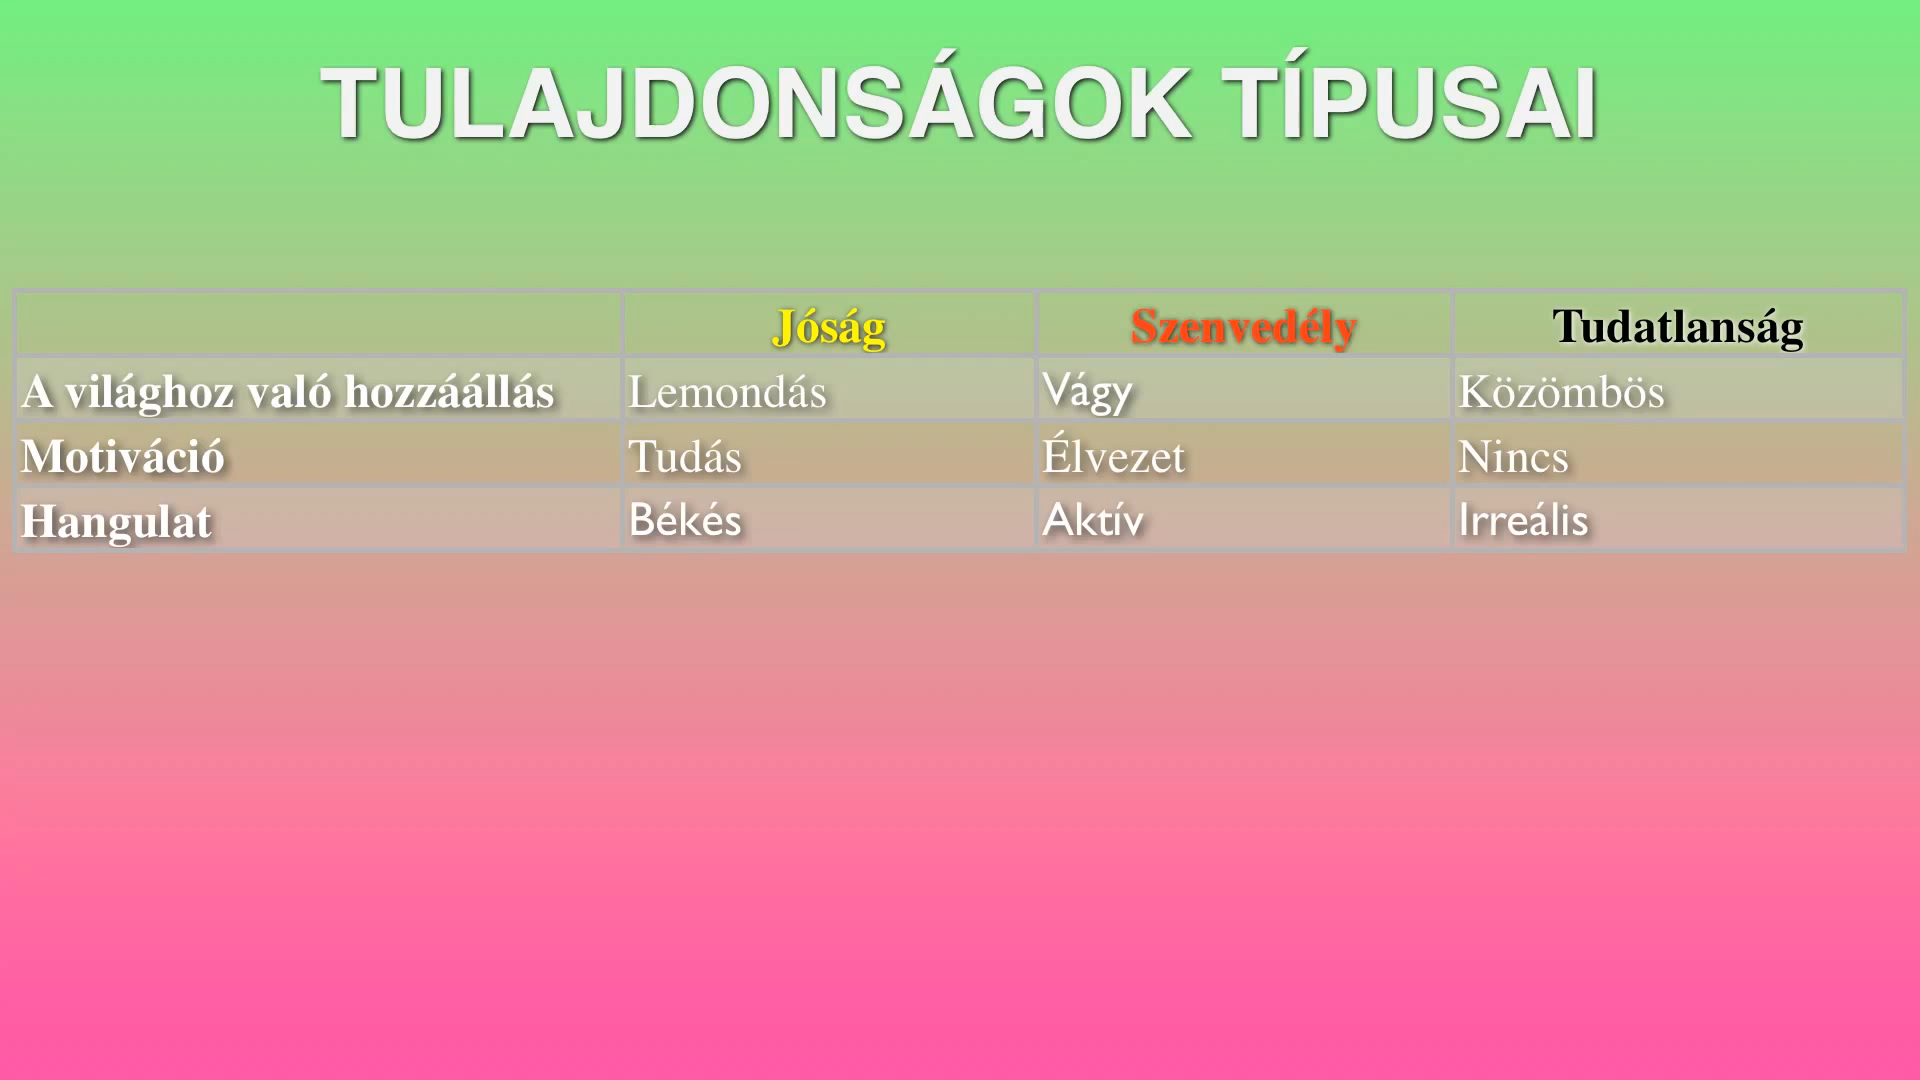 TULAJDONSÁGOK TÍPUSAI
Jóság Szenvedély Tudatlanság
A világhoz való hozzáállás Lemondás Vágy Közömbös
Motiváció Tudás Élvezet Nincs
Hangulat Békés Aktív Irreális